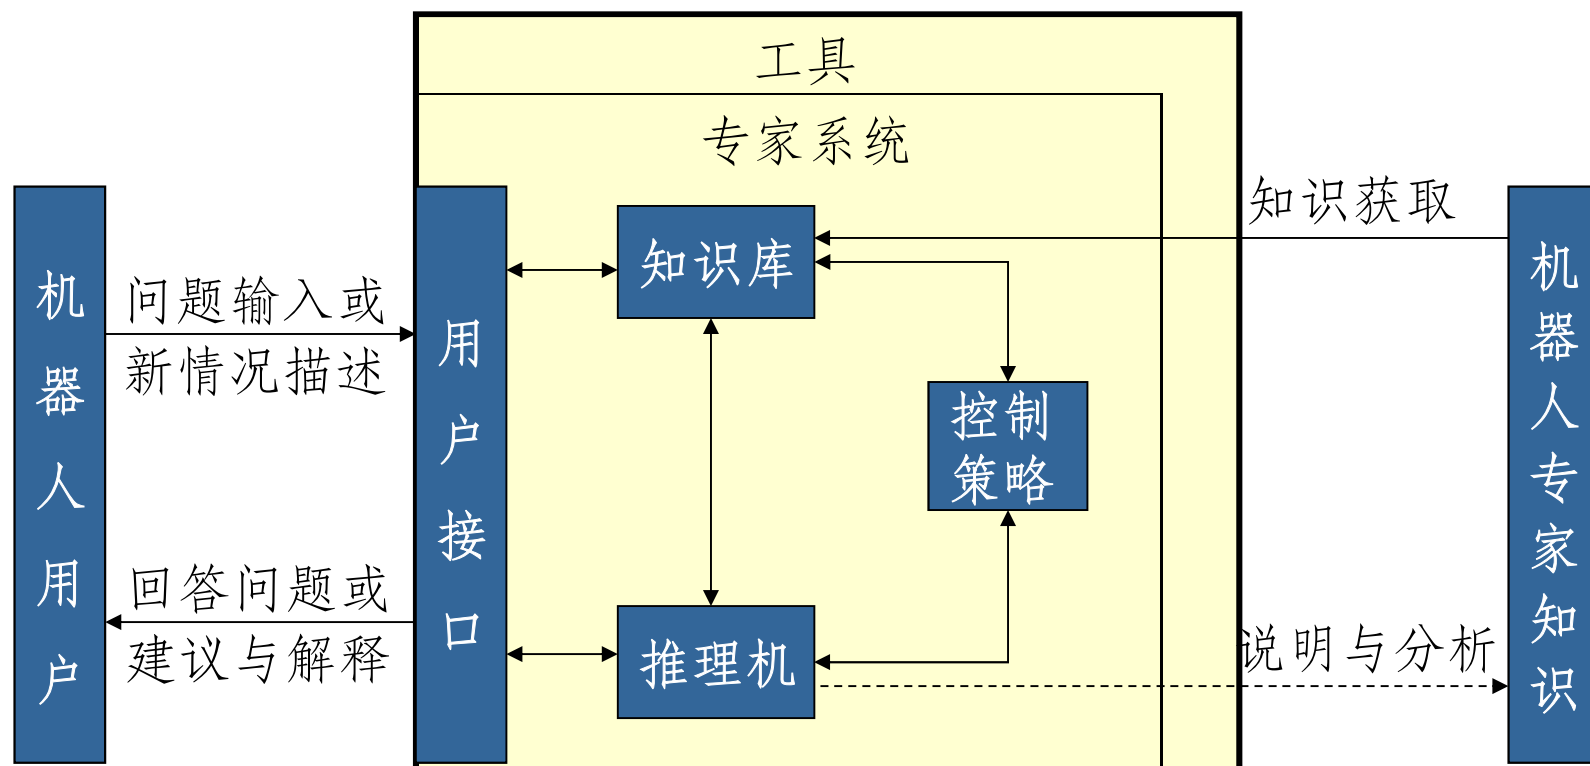 工具
专家系统
机器人用户
问题输入或
新情况描述
回答问题或
建议与解释
用户接口
知识库
控制
策略
推理机
知识获取
说明与分析
机器人专家知识